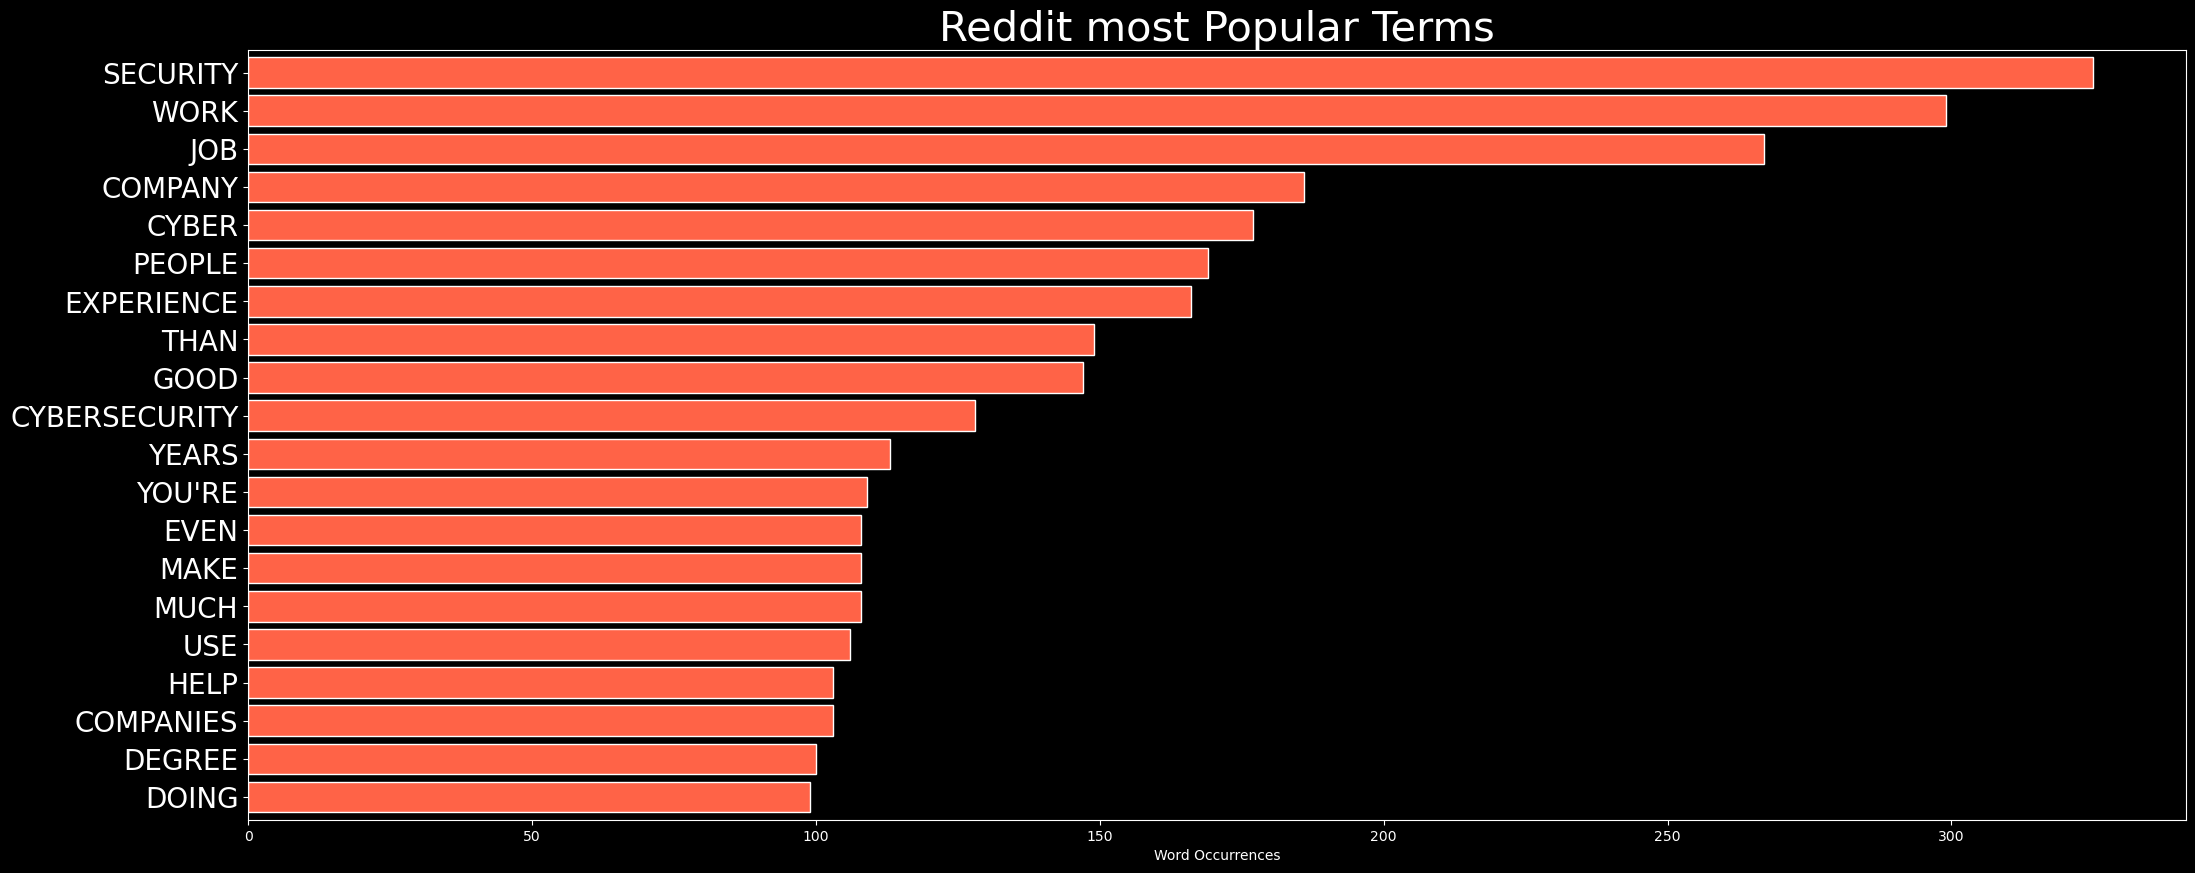 Reddit most Popular Terms
SECURITY
WORK
JOB
COMPANY
CYBER
PEOPLE
EXPERIENCE
THAN
GOOD
CYBERSECURITY
YEARS
YOU'RE
EVEN
MAKE
MUCH
USE
HELP
COMPANIES
DEGREE
DOING
0 50 100 150 200 250 300
Word Occurrences